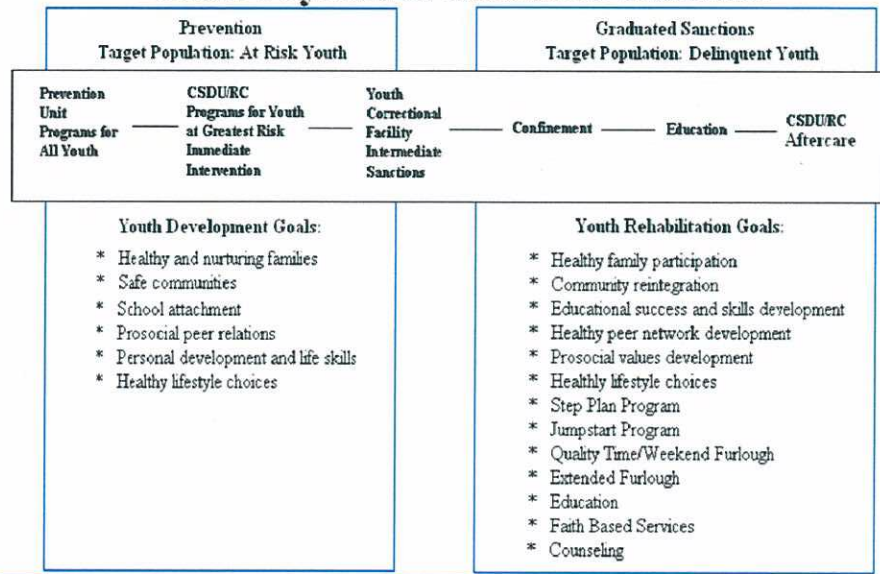 Prevention
Target Population: At Risk Youth
Graduated Sanctions
Target Population: Delinquent Youth
Prevention
Unit
Programs for
All Youth
CSDU/RC
Programs for Youth
at Greatest Risk
Immediate
Intervention
Youth
Correctional
Facility
Intermediate
Sanctions
Confinement
Education
CSDU/RC
Aftercare
Youth Development Goals:
* Healthy and nurturing families
* Safe communities
* School attachment
* Prosocial peer relations
* Personal development and life skills
* Healthy lifestyle choices
Youth Rehabilitation Goals:
* Healthy family participation
* Community reintegration
* Educational success and skills development
* Healthy peer network development
* Prosocial values development
* Healthly lifestyle choices
* Step Plan Program
* Jumpstart Program
* Quality Time/Weekend Furlough
* Extended Furlough
* Education
* Faith Based Services
* Counseling